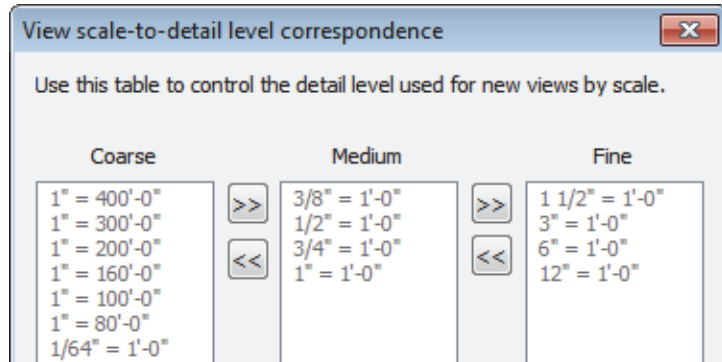 View scale-to-detail level correspondence
Use this table to control the detail level used for new views by scale.
Coarse
1" = 400'-0"
1" = 300'-0"
1" = 200'-0"
1" = 160'-0"
1" = 100'-0"
1" = 80'-0"
1/64" = 1'-0"
>>
<<
Medium
3/8" = 1'-0"
1/2" = 1'-0"
3/4" = 1'-0"
1" = 1'-0"
>>
<<
Fine
1 1/2" = 1'-0"
3" = 1'-0"
6" = 1'-0"
12" = 1'-0"